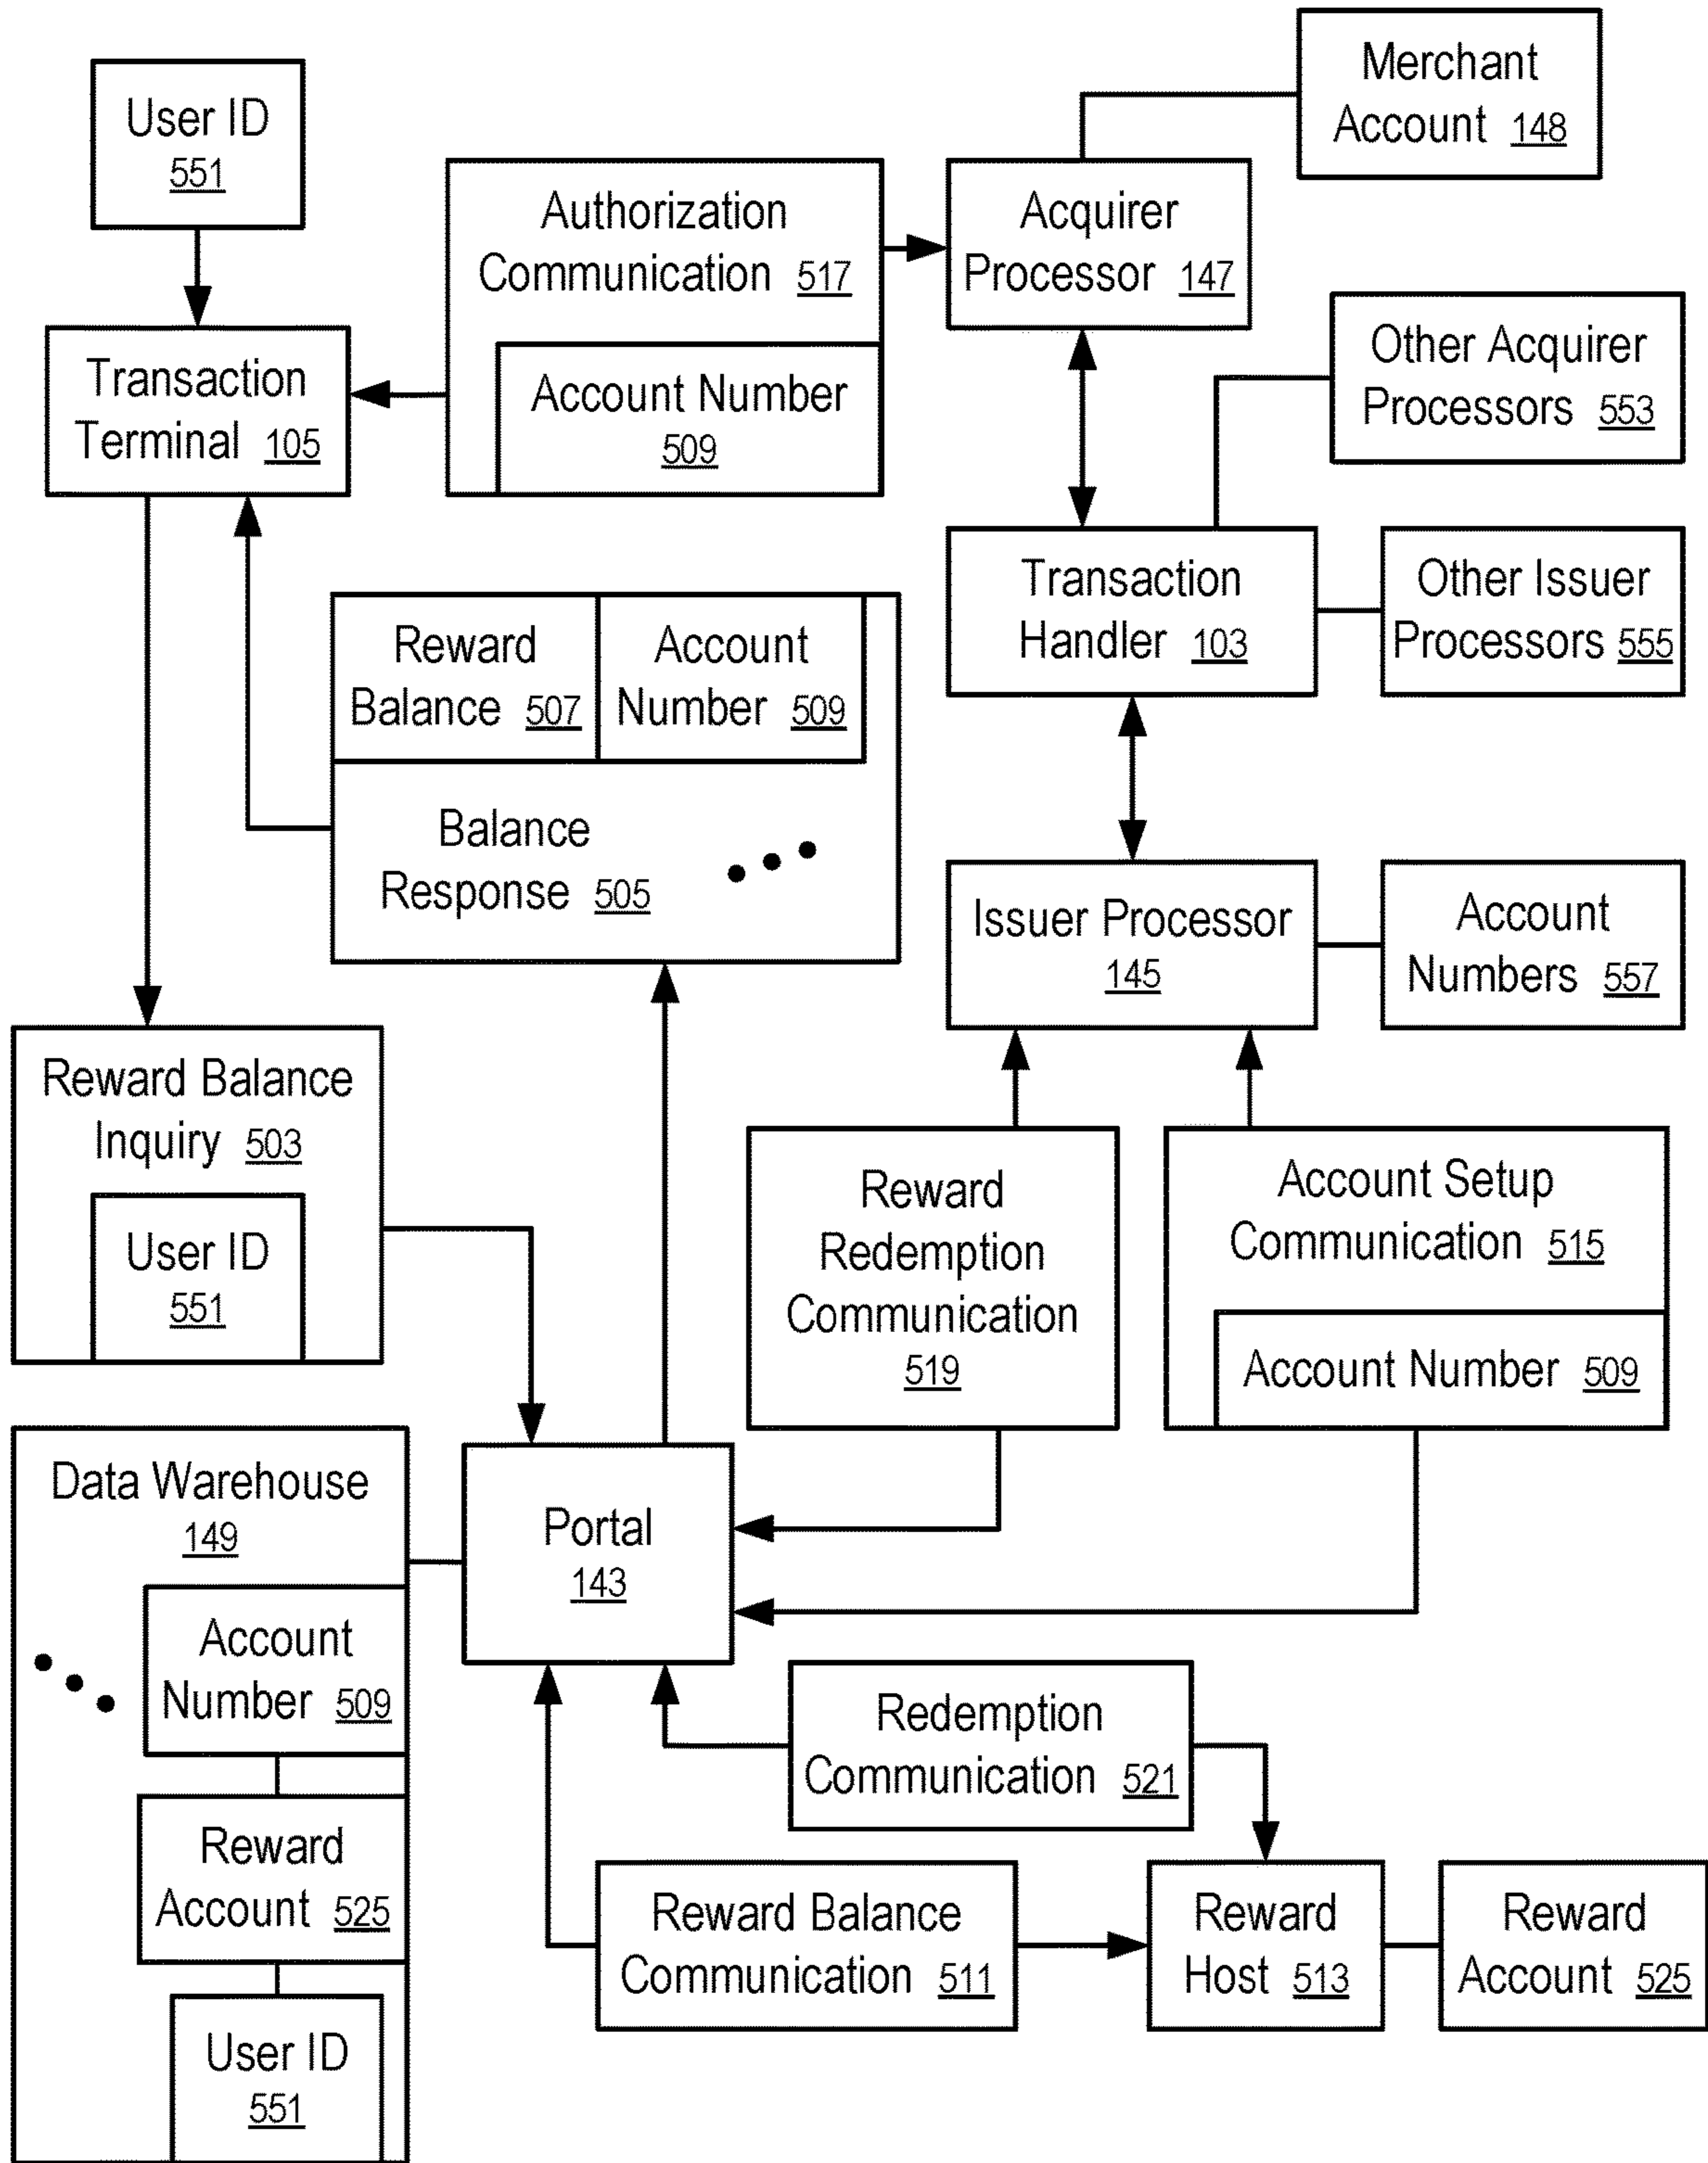 User ID
551
Merchant
Account 148
Authorization
Communication 517
Account Number
509
Acquirer
Processor 147
Transaction
Terminal 105
Other Acquirer
Processors 553
Transaction
Handler 103
Other Issuer
Processors 555
Reward
Balance 507
Account
Number 509
Balance
Response 505
Issuer Processor
145
Account
Numbers 557
Reward Balance
Inquiry 503
User ID
551
Reward
Redemption
Communication
519
Account Setup
Communication 515
Account Number 509
Data Warehouse
149
Account
Number 509
Reward
Account 525
User ID
551
Portal
143
Redemption
Communication 521
Reward Balance
Communication 511
Reward
Host 513
Reward
Account 525